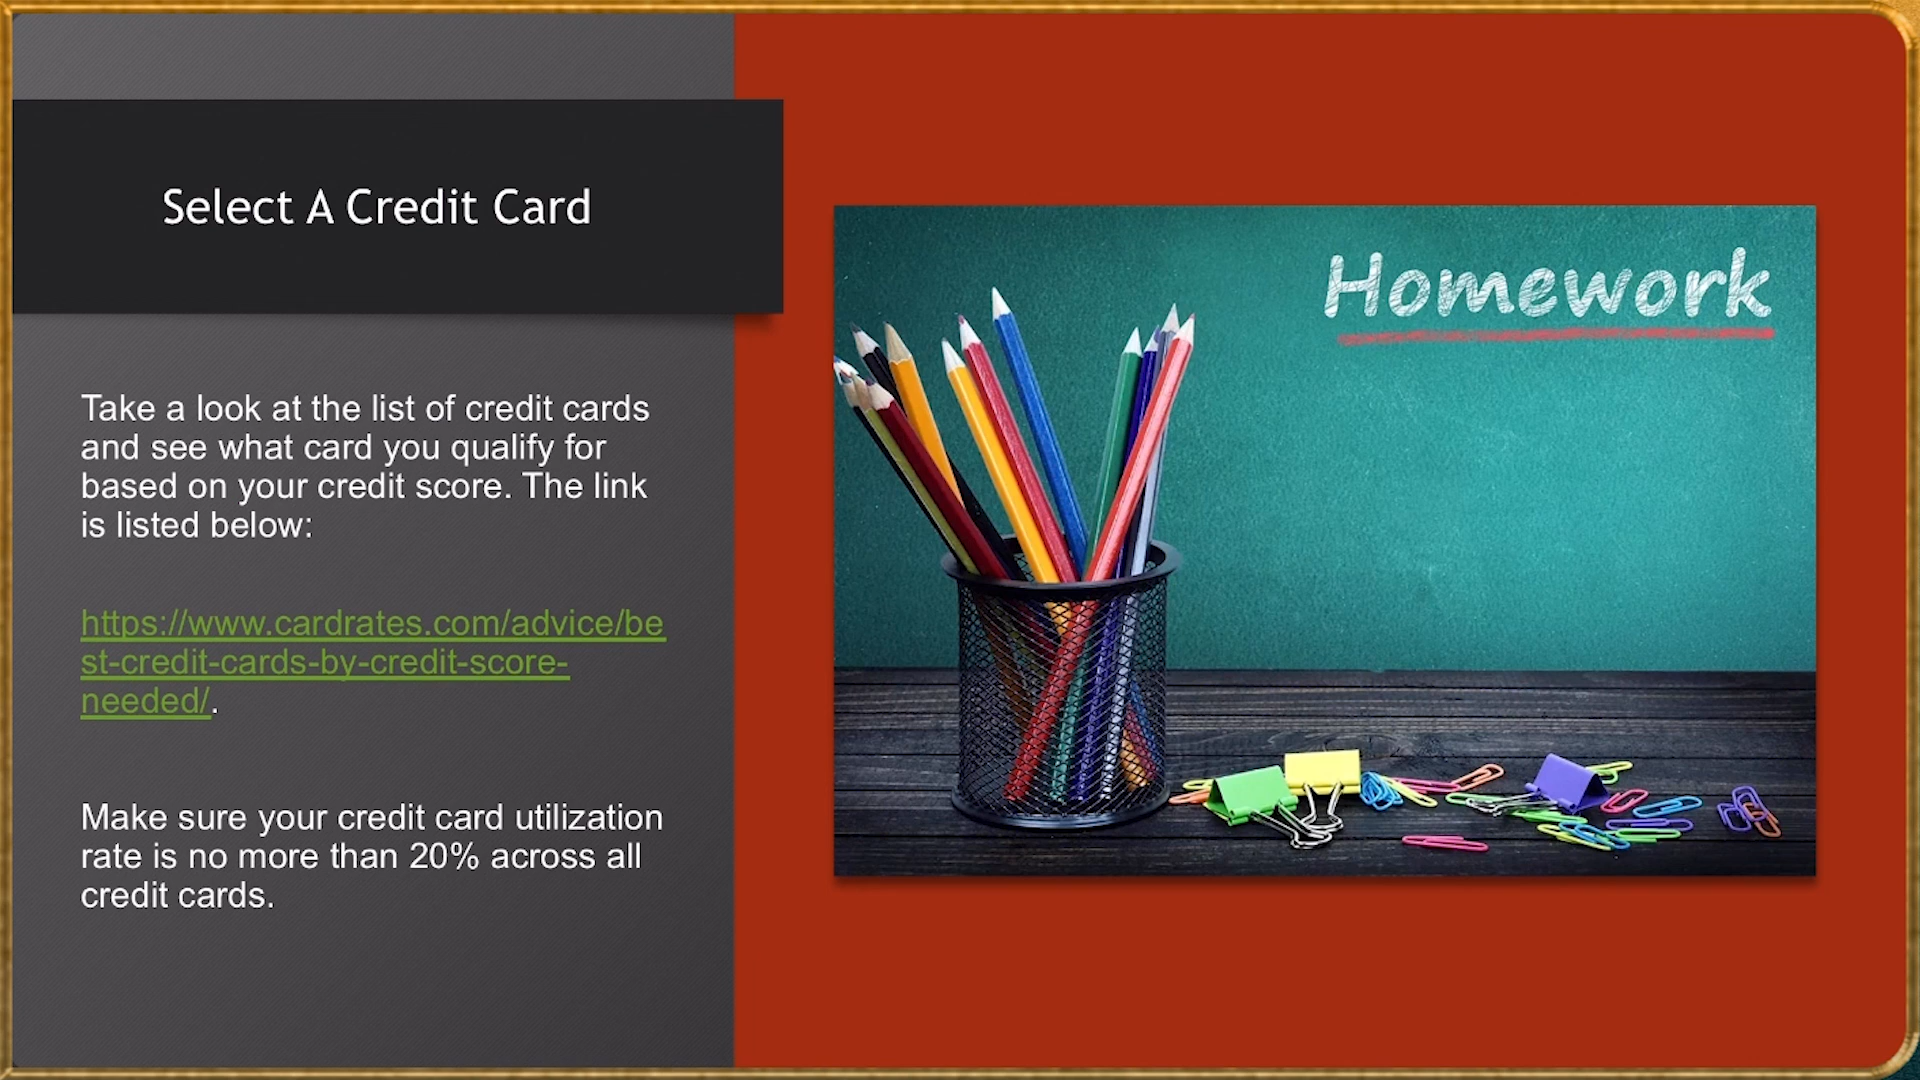 Select A Credit Card
Take a look at the list of credit cards
and see what card you qualify for
based on your credit score. The link
is listed below:
https://www.cardrates.com/advice/be
st-credit-cards-by-credit-score-
needed/.
Make sure your credit card utilization
rate is no more than 20% across all
credit cards.
Homework